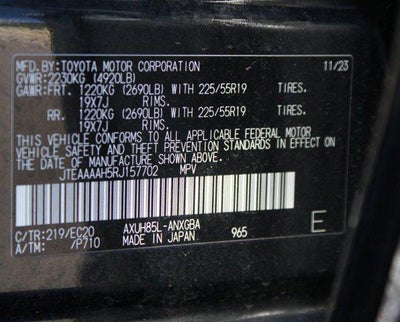 MFD.BY:TOYOTA MOTOR CORPORATION 11/23
GVWR:2230KG (4920LB)
GAWR:FRT. 1220KG (2690LB) WITH 225/55R19 TIRES.
19X7J RIMS.
RR. 1220KG (2690LB) WITH 225/55R19 TIRES.
19X7J RIMS.
THIS VEHICLE CONFORMS TO ALL APPLICABLE FEDERAL MOTOR
VEHICLE SAFETY AND THEFT PREVENTION STANDARDS IN EFFECT
ON THE DATE OF MANUFACTURE SHOWN ABOVE.
JTEAAAAH5RJ157702 MPV
C/TR:219/EC20 AXUH85L-ANXGBA
A/TM: 7P710 MADE IN JAPAN 965 E